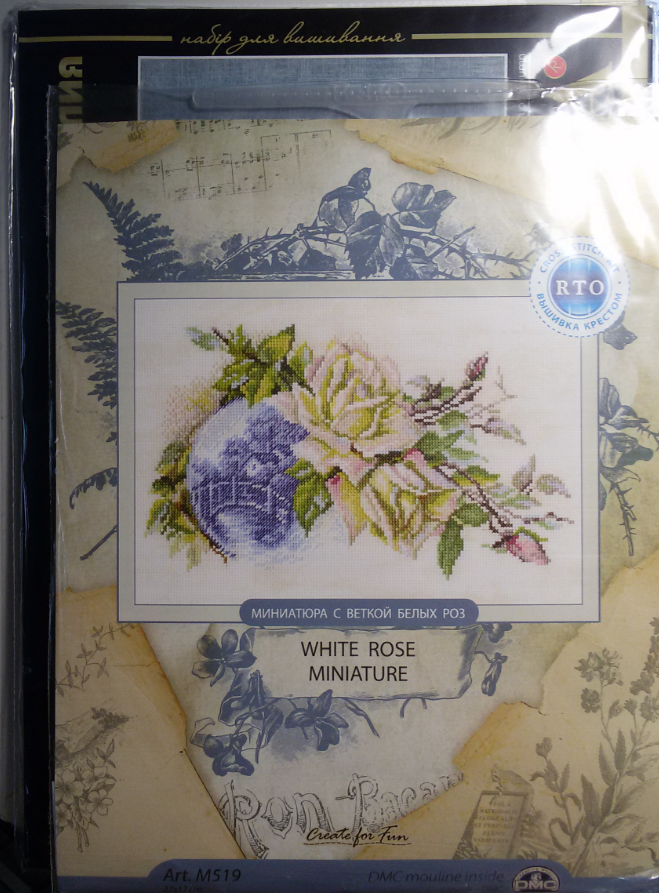 набір для вишивання
CROSS STITCH ART
RTO
ВЫШИВКА КРЕСТОМ
МИНИАТЮРА С ВЕТКОЙ БЕЛЫХ РОЗ
WHITE ROSE
MINIATURE
Create for Fun
Art. M519
DMC mouline inside
DMC